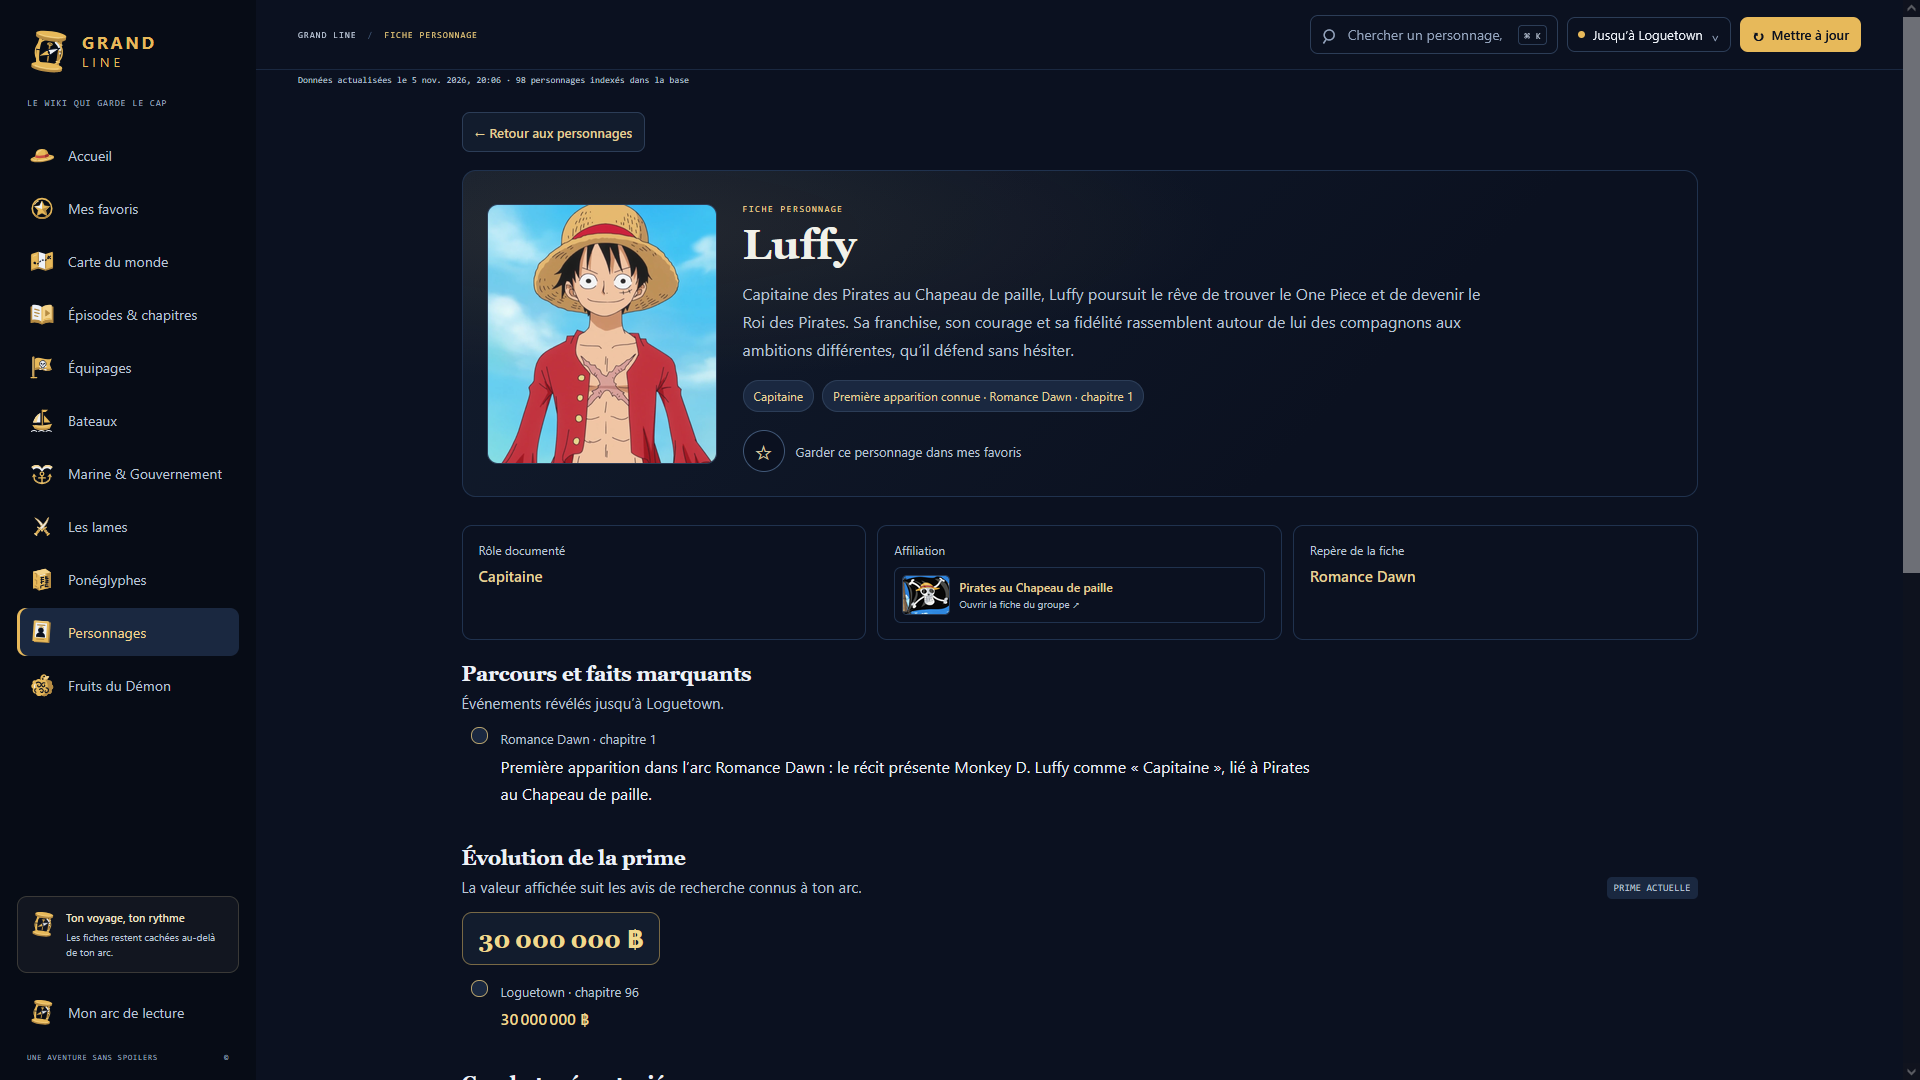 GRAND
LINE
LE WIKI QUI GARDE LE CAP
Accueil
Mes favoris
Carte du monde
Épisodes & chapitres
Équipages
Bateaux
Marine & Gouvernement
Les lames
Ponéglyphes
Personnages
Fruits du Démon
Ton voyage, ton rythme
Les fiches restent cachées au-delà
de ton arc.
Mon arc de lecture
UNE AVENTURE SANS SPOILERS ©
GRAND LINE / FICHE PERSONNAGE
Chercher un personnage, ⌘ K
Jusqu'à Loguetown
↻ Mettre à jour
Données actualisées le 5 nov. 2026, 20:06 · 98 personnages indexés dans la base
← Retour aux personnages
FICHE PERSONNAGE
Luffy
Capitaine des Pirates au Chapeau de paille, Luffy poursuit le rêve de trouver le One Piece et de devenir le
Roi des Pirates. Sa franchise, son courage et sa fidélité rassemblent autour de lui des compagnons aux
ambitions différentes, qu'il défend sans hésiter.
Capitaine
Première apparition connue · Romance Dawn · chapitre 1
☆ Garder ce personnage dans mes favoris
Rôle documenté
Capitaine
Affiliation
Pirates au Chapeau de paille
Ouvrir la fiche du groupe ↗
Repère de la fiche
Romance Dawn
Parcours et faits marquants
Événements révélés jusqu'à Loguetown.
Romance Dawn · chapitre 1
Première apparition dans l'arc Romance Dawn : le récit présente Monkey D. Luffy comme « Capitaine », lié à Pirates
au Chapeau de paille.
Évolution de la prime
La valeur affichée suit les avis de recherche connus à ton arc.
PRIME ACTUELLE
30 000 000 ฿
Loguetown · chapitre 96
30 000 000 ฿